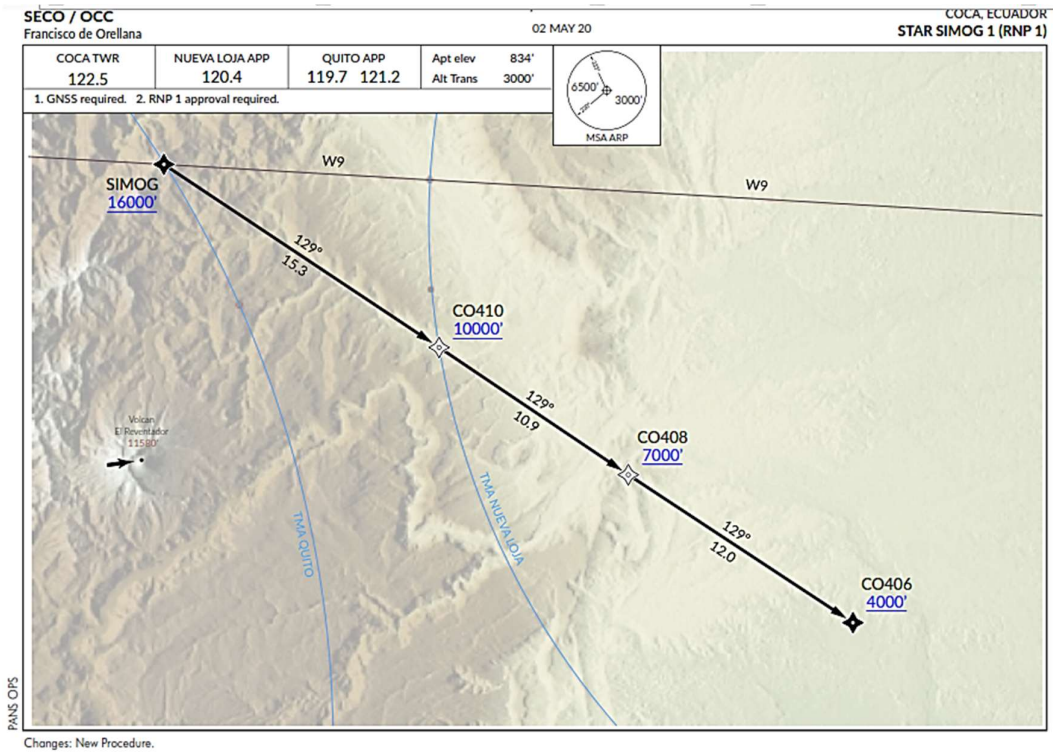 SECO / OCC
Francisco de Orellana
02 MAY 20
COCA, ECUADOR
STAR SIMOG 1 (RNP 1)
COCA TWR
122.5
NUEVA LOJA APP
120.4
QUITO APP
119.7 121.2
Apt elev 834'
Alt Trans 3000'
1. GNSS required. 2. RNP 1 approval required.
6500'
3000'
MSA ARP
W9
W9
SIMOG
16000'
129°
15.3
CO410
10000'
129°
10.9
CO408
7000'
129°
12.0
CO406
4000'
Volcan
El Reventador
11580'
TMA QUITO
TMA NUEVA LOJA
PANS OPS
Changes: New Procedure.